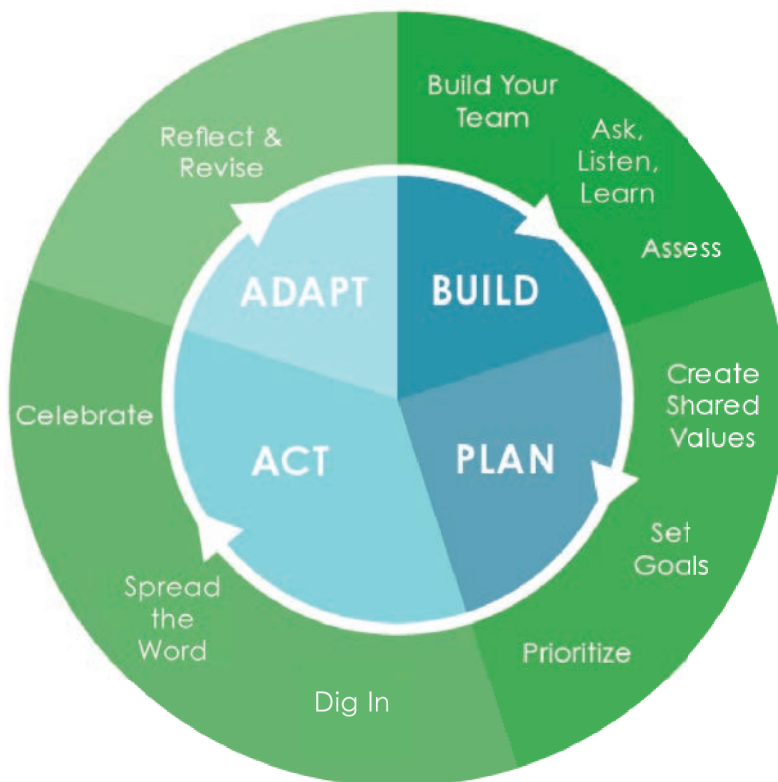 Build Your
Team
Ask,
Listen,
Learn
Assess
Create
Shared
Values
Set
Goals
Prioritize
Dig In
Spread
the
Word
Celebrate
Reflect &
Revise
ADAPT
BUILD
PLAN
ACT